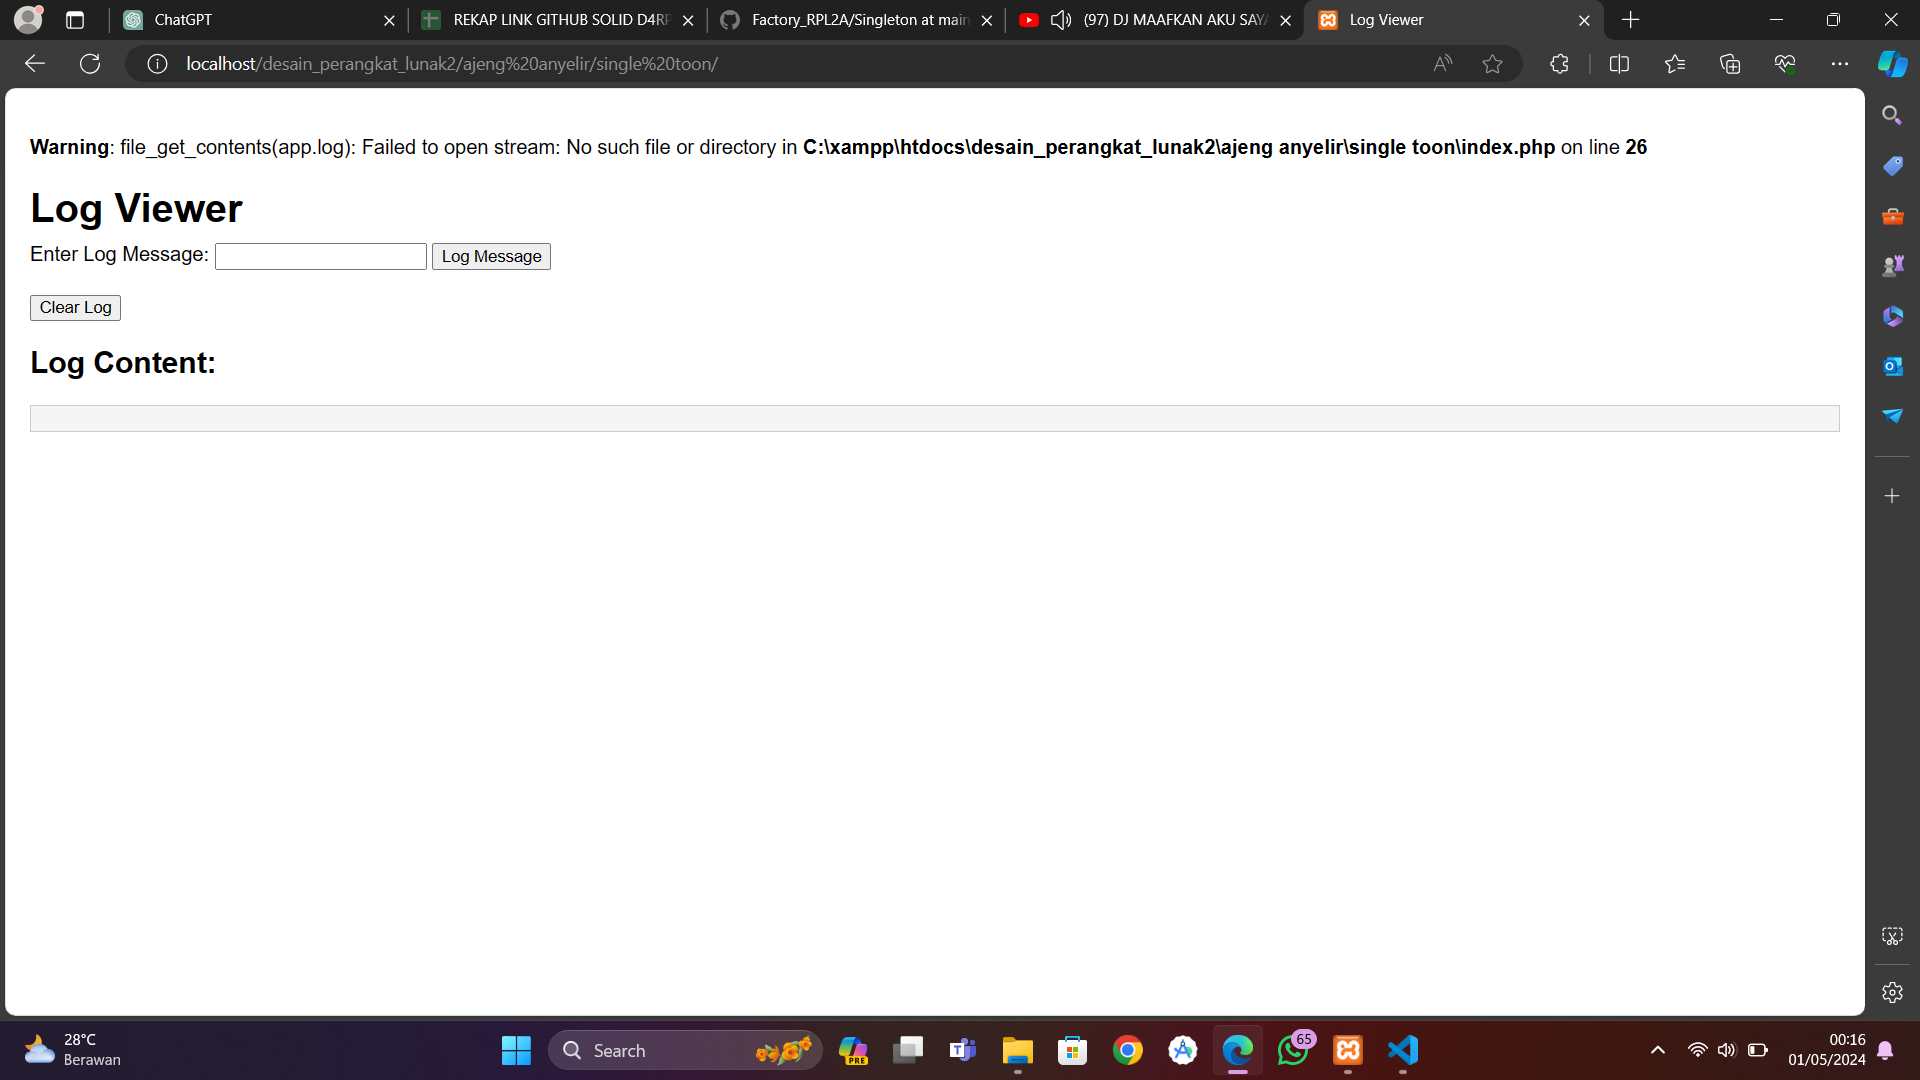 ChatGPT
REKAP LINK GITHUB SOLID D4RP
Factory_RPL2A/Singleton at main
(97) DJ MAAFKAN AKU SAYA
Log Viewer
localhost/desain_perangkat_lunak2/ajeng%20anyelir/single%20toon/
Warning: file_get_contents(app.log): Failed to open stream: No such file or directory in C:\xampp\htdocs\desain_perangkat_lunak2\ajeng anyelir\single toon\index.php on line 26
Log Viewer
Enter Log Message: Log Message
Clear Log
Log Content:
28°C
Berawan
Search
PRE
65
00:16
01/05/2024